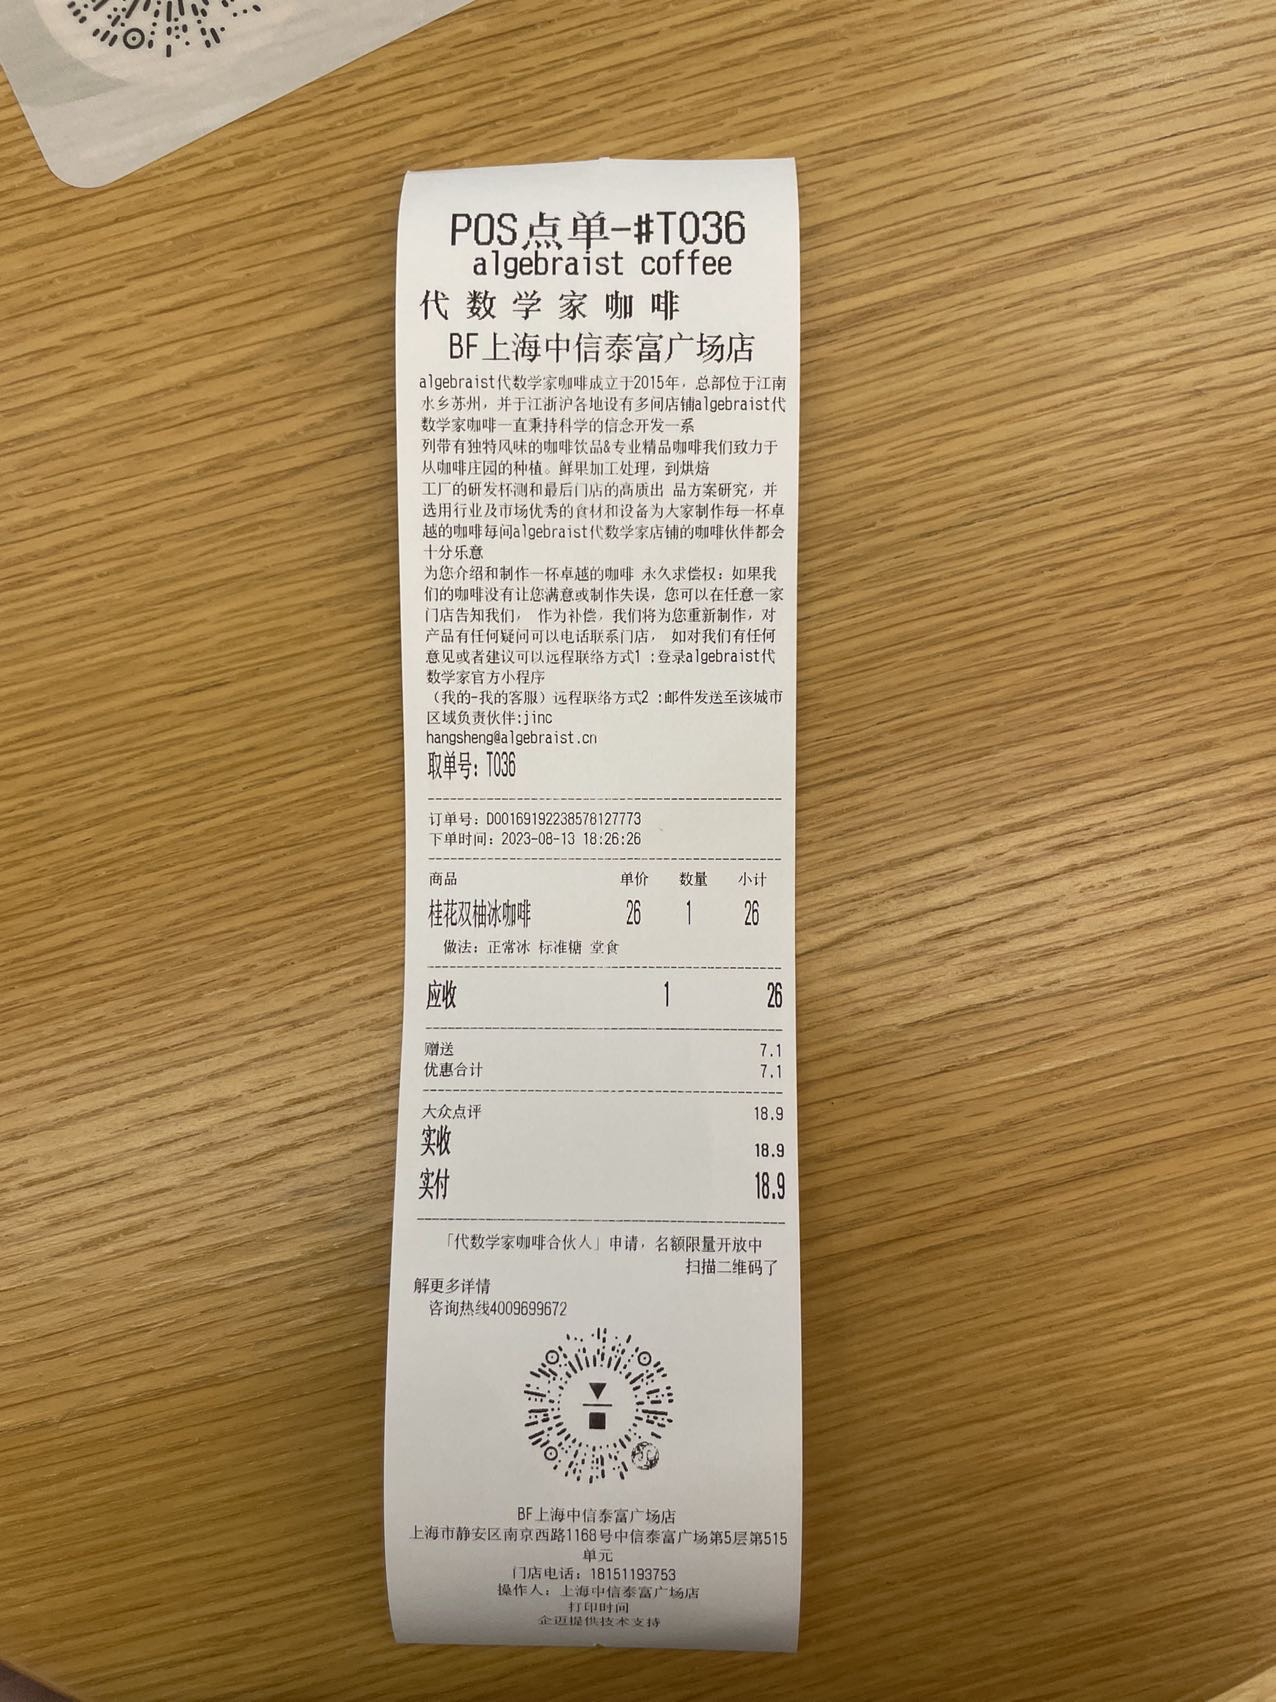 POS点单-#T036
algebraist coffee
代数学家咖啡
BF上海中信泰富广场店
algebraist代数学家咖啡成立于2015年，总部位于江南
水乡苏州，并于江浙沪各地设有多间店铺algebraist代
数学家咖啡一直秉持科学的信念开发一系
列带有独特风味的咖啡饮品&专业精品咖啡我们致力于
从咖啡庄园的种植。鲜果加工处理，到烘焙
工厂的研发杯测和最后门店的高质出 品方案研究，并
选用行业及市场优秀的食材和设备为大家制作每一杯卓
越的咖啡每间algebraist代数学家店铺的咖啡伙伴都会
十分乐意
为您介绍和制作一杯卓越的咖啡 永久求偿权：如果我
们的咖啡没有让您满意或制作失误，您可以在任意一家
门店告知我们， 作为补偿，我们将为您重新制作，对
产品有任何疑问可以电话联系门店， 如对我们有任何
意见或者建议可以远程联络方式1 :登录algebraist代
数学家官方小程序
（我的-我的客服）远程联络方式2 :邮件发送至该城市
区域负责伙伴:jinc
hangsheng@algebraist.cn
取单号：T036
订单号：D00169192238578127773
下单时间：2023-08-13 18:26:26
商品 单价 数量 小计
桂花双柚冰咖啡 26 1 26
做法：正常冰 标准糖 堂食
应收 1 26
赠送 7.1
优惠合计 7.1
大众点评 18.9
实收 18.9
实付 18.9
「代数学家咖啡合伙人」申请，名额限量开放中
扫描二维码了
解更多详情
咨询热线4009699672
BF上海中信泰富广场店
上海市静安区南京西路1168号中信泰富广场第5层第515
单元
门店电话：18151193753
操作人：上海中信泰富广场店
打印时间
企迈提供技术支持